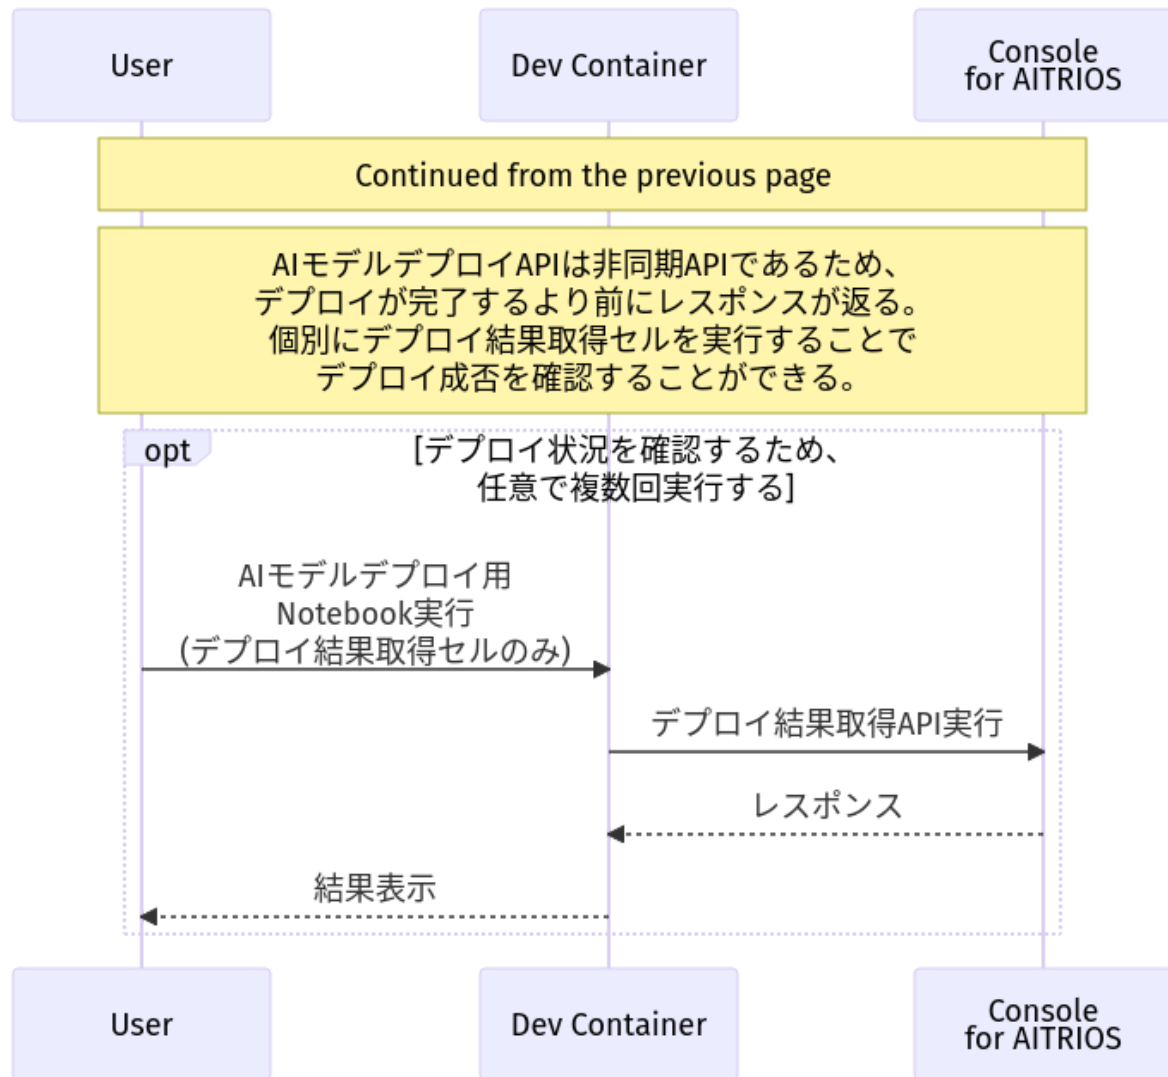 User
Dev Container
Console
for AITRIOS
Continued from the previous page
AIモデルデプロイAPIは非同期APIであるため、
デプロイが完了するより前にレスポンスが返る。
個別にデプロイ結果取得セルを実行することで
デプロイ成否を確認することができる。
opt
[デプロイ状況を確認するため、
任意で複数回実行する]
AIモデルデプロイ用
Notebook実行
(デプロイ結果取得セルのみ)
デプロイ結果取得API実行
レスポンス
結果表示
User
Dev Container
Console
for AITRIOS